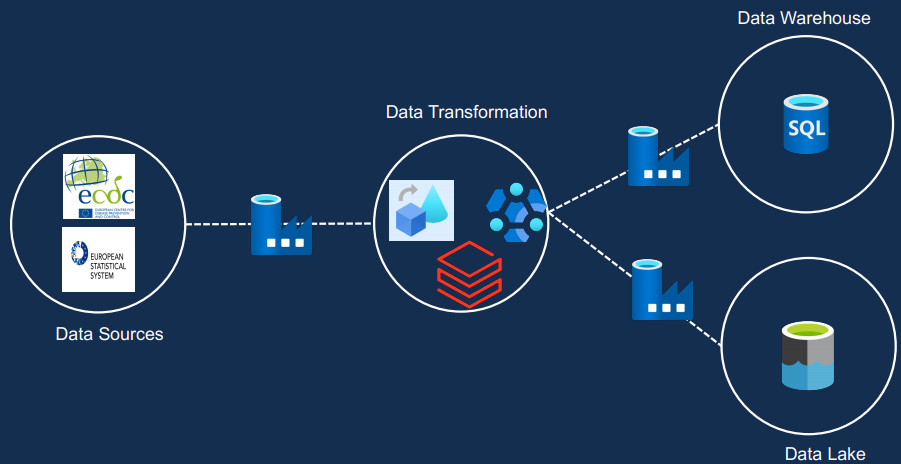 Data Warehouse
SQL
Data Transformation
ecdc
EUROPEAN CENTRE FOR
DISEASE PREVENTION
AND CONTROL
EUROPEAN
STATISTICAL
SYSTEM
Data Sources
Data Lake